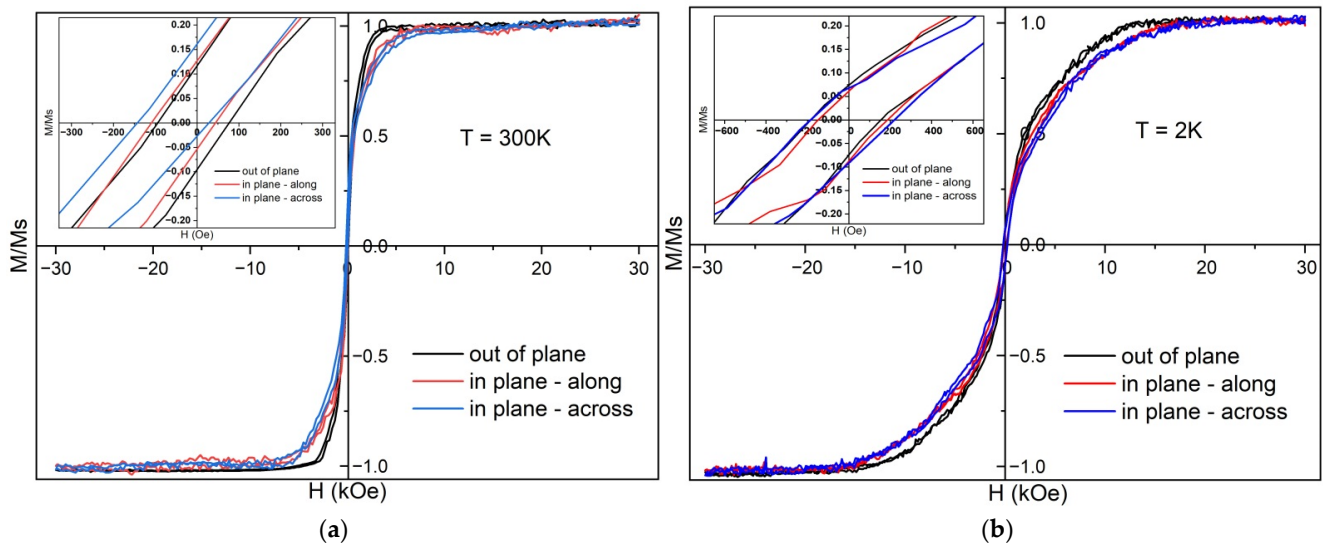 0.20
0.15
0.10
0.05
0.00
−300 −200 −100 0 100 200 300
−0.05
−0.10
−0.15
−0.20
M/Ms
H (Oe)
out of plane
in plane - along
in plane - across
1.0
0.5
0.0
−0.5
−1.0
−30 −20 −10 0 10 20 30
M/Ms
T = 300K
out of plane
in plane - along
in plane - across
H (kOe)
(a)
0.20
0.15
0.10
0.05
0.00
−600 −400 −200 0 200 400 600
−0.05
−0.10
−0.15
−0.20
M/Ms
H (Oe)
out of plane
in plane - along
in plane - across
1.0
0.5
0.0
−0.5
−1.0
−30 −20 −10 0 10 20 30
M/Ms
T = 2K
out of plane
in plane - along
in plane - across
H (kOe)
(b)